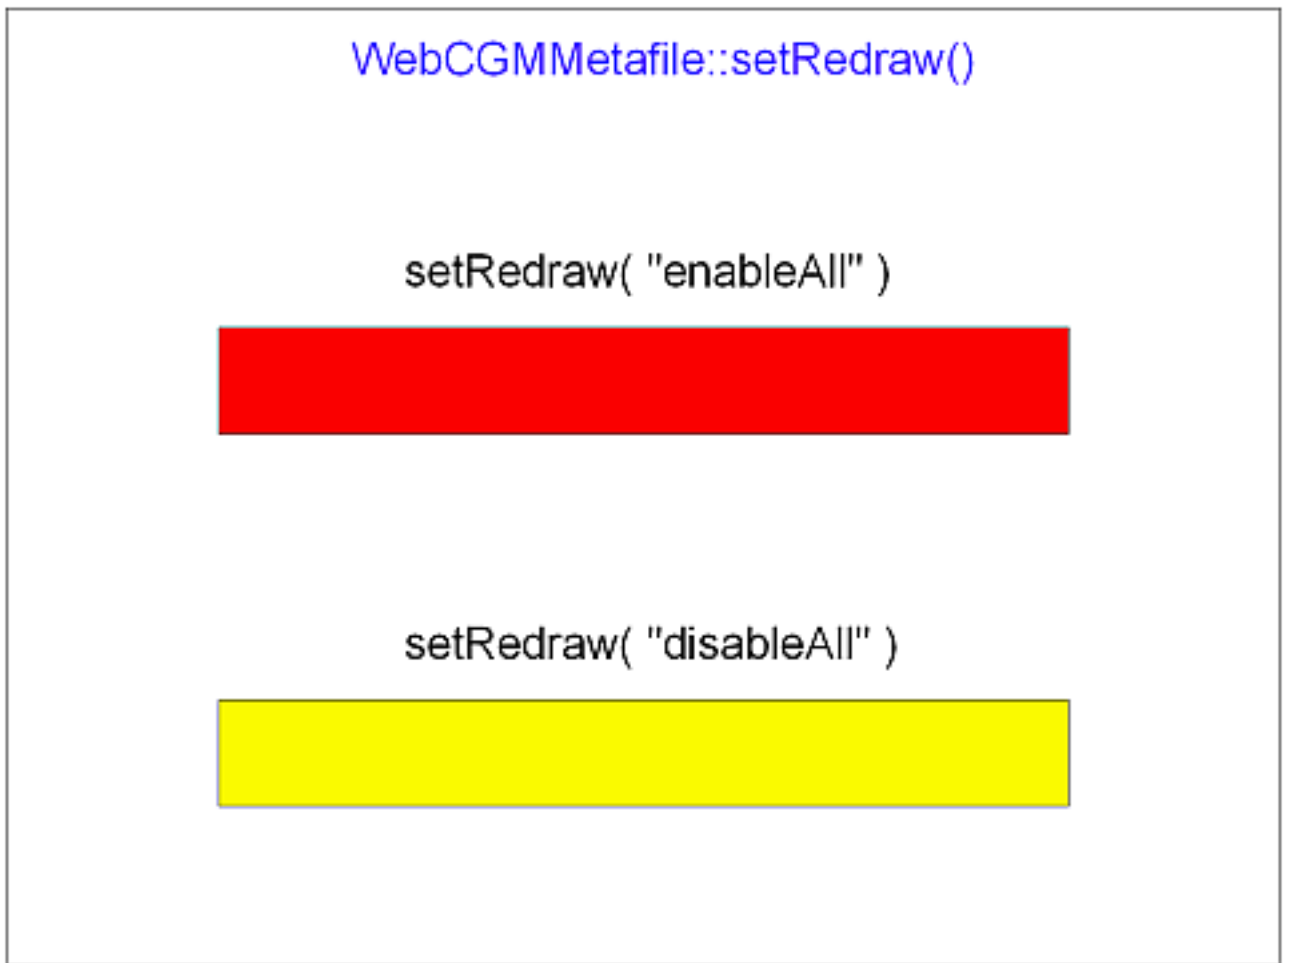 WebCGMMetafile::setRedraw()
setRedraw( "enableAll" )
setRedraw( "disableAll" )